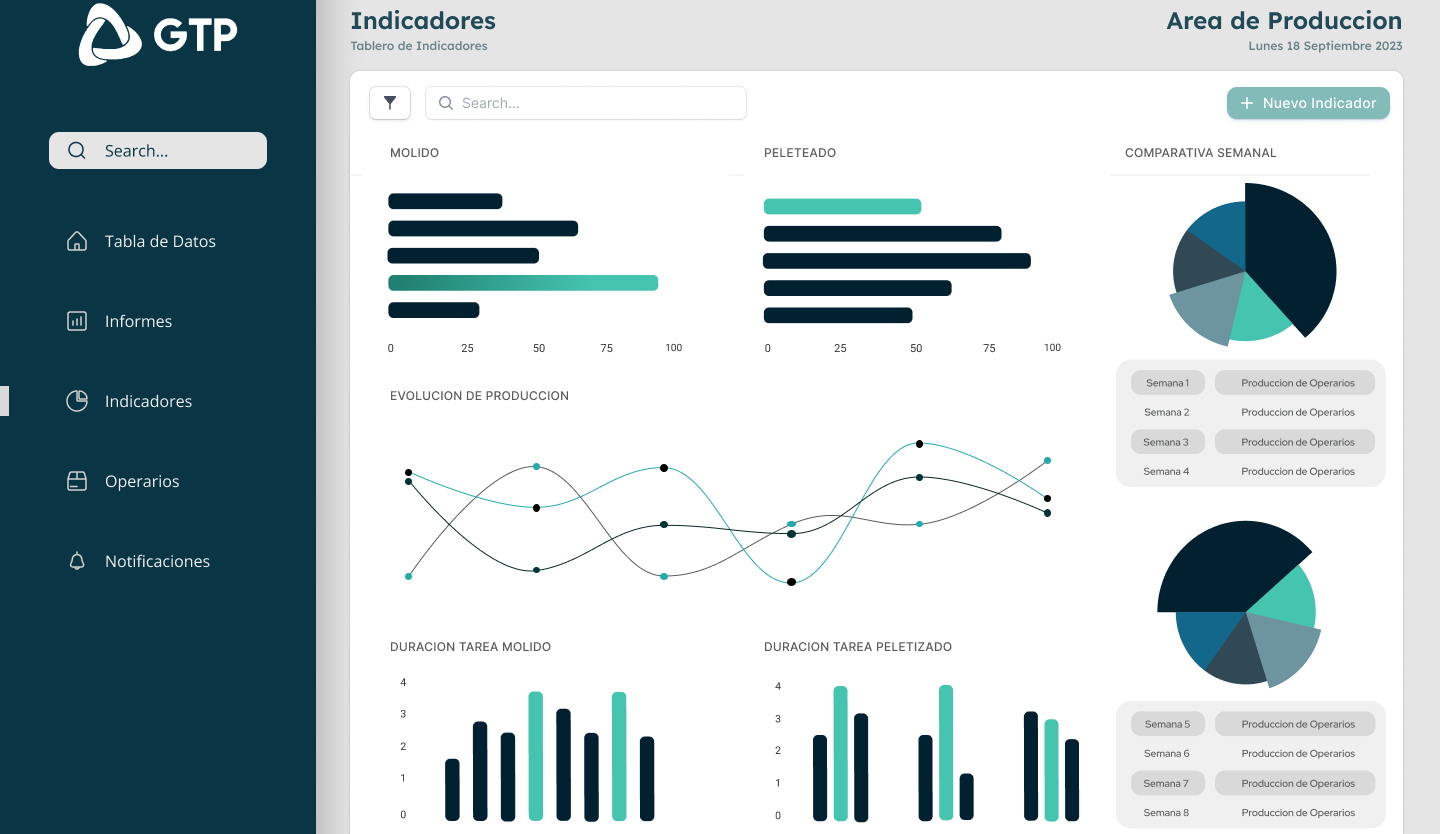 GTP
Search...
Tabla de Datos
Informes
Indicadores
Operarios
Notificaciones
Indicadores
Tablero de Indicadores
Area de Produccion
Lunes 18 Septiembre 2023
Search...
+ Nuevo Indicador
MOLIDO
0 25 50 75 100
PELETEADO
0 25 50 75 100
COMPARATIVA SEMANAL
Semana 1 Produccion de Operarios
Semana 2 Produccion de Operarios
Semana 3 Produccion de Operarios
Semana 4 Produccion de Operarios
EVOLUCION DE PRODUCCION
DURACION TAREA MOLIDO
4
3
2
1
0
DURACION TAREA PELETIZADO
4
3
2
1
0
Semana 5 Produccion de Operarios
Semana 6 Produccion de Operarios
Semana 7 Produccion de Operarios
Semana 8 Produccion de Operarios